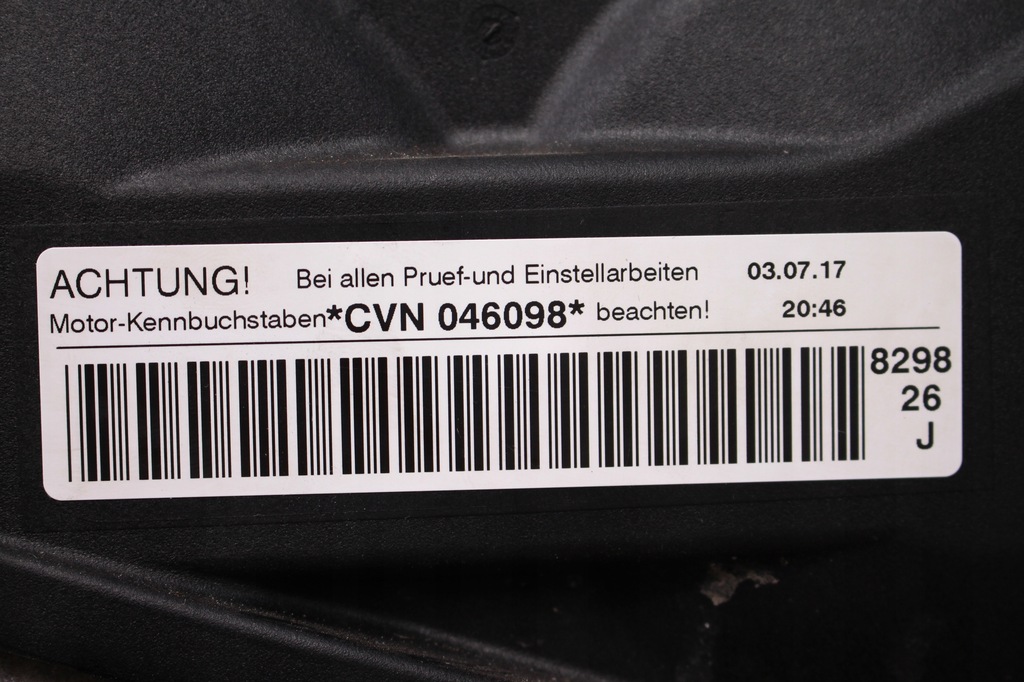 ACHTUNG! Bei allen Pruef-und Einstellarbeiten 03.07.17
Motor-Kennbuchstaben*CVN 046098* beachten! 20:46
8298
26
J